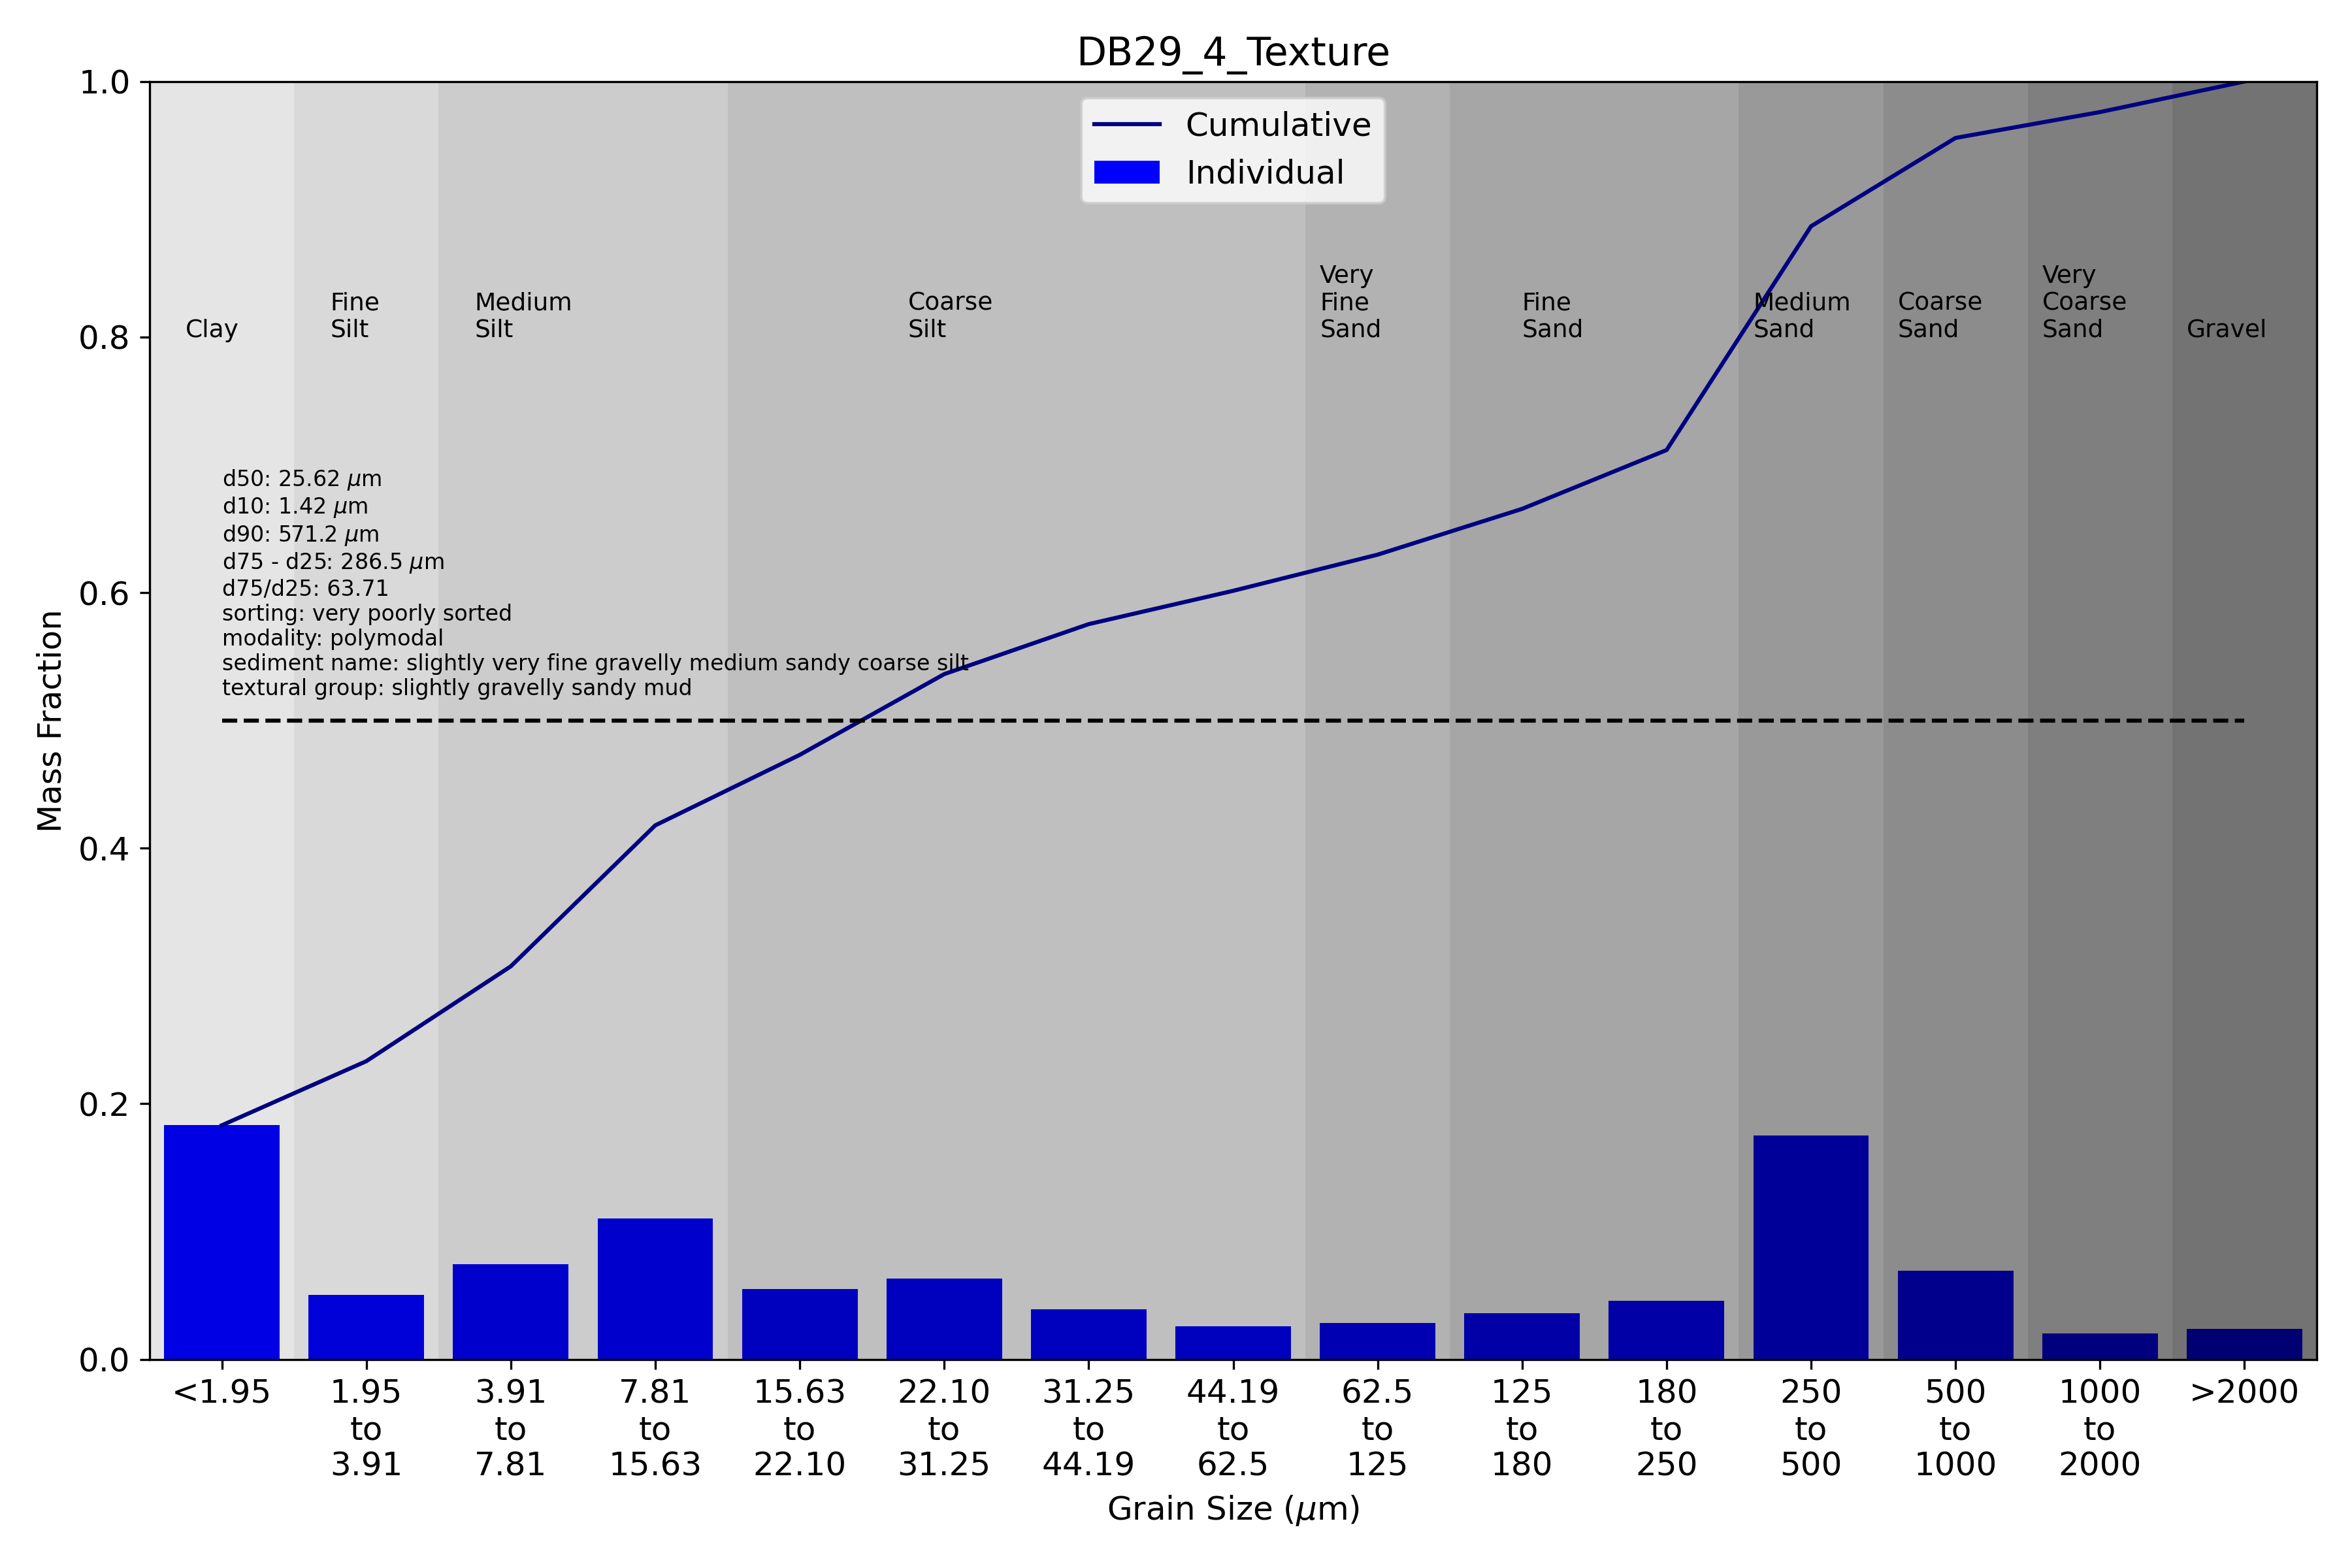 DB29_4_Texture
1.0
0.8
0.6
0.4
0.2
0.0
Mass Fraction
Cumulative
Individual
Clay
Fine
Silt
Medium
Silt
Coarse
Silt
Very
Fine
Sand
Fine
Sand
Medium
Sand
Coarse
Sand
Very
Coarse
Sand
Gravel
d50: 25.62 μm
d10: 1.42 μm
d90: 571.2 μm
d75 - d25: 286.5 μm
d75/d25: 63.71
sorting: very poorly sorted
modality: polymodal
sediment name: slightly very fine gravelly medium sandy coarse silt
textural group: slightly gravelly sandy mud
<1.95
1.95
to
3.91
3.91
to
7.81
7.81
to
15.63
15.63
to
22.10
22.10
to
31.25
31.25
to
44.19
44.19
to
62.5
62.5
to
125
125
to
180
180
to
250
250
to
500
500
to
1000
1000
to
2000
>2000
Grain Size (μm)